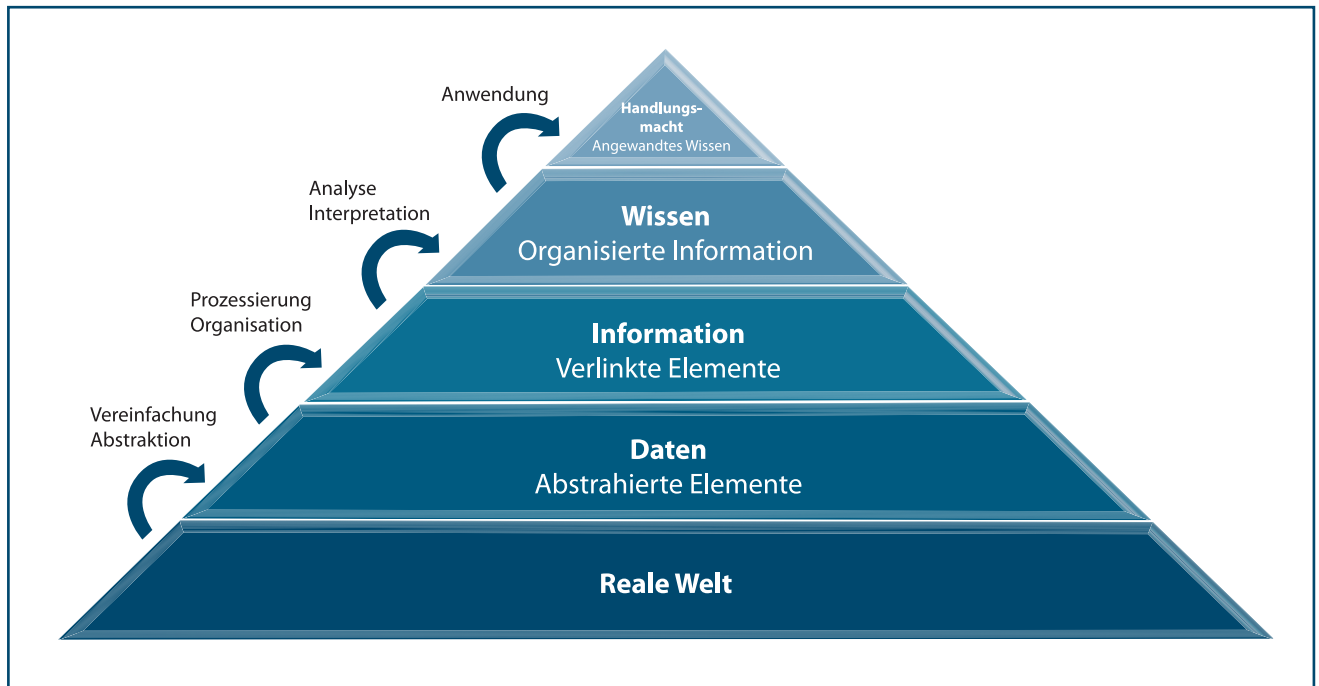 Anwendung
Handlungs-
macht
Angewandtes Wissen
Analyse
Interpretation
Wissen
Organisierte Information
Prozessierung
Organisation
Information
Verlinkte Elemente
Vereinfachung
Abstraktion
Daten
Abstrahierte Elemente
Reale Welt